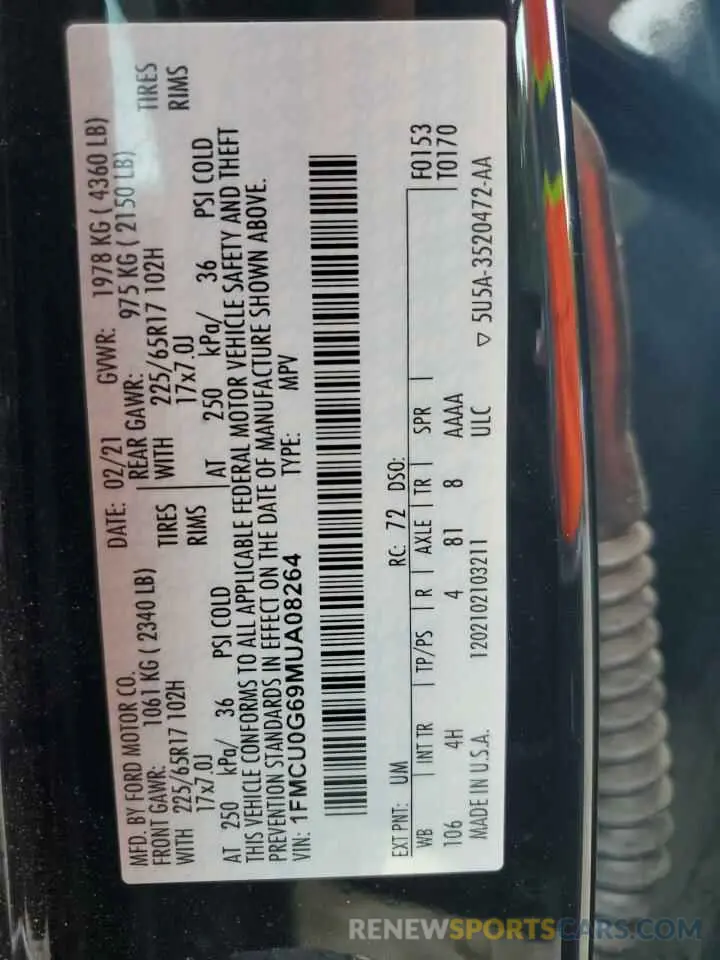 MFD. BY FORD MOTOR CO.
DATE: 02/21 GVWR: 1978 KG ( 4360 LB)
FRONT GAWR: 1061 KG ( 2340 LB)
REAR GAWR: 975 KG ( 2150 LB)
WITH 225/65R17 102H TIRES
WITH 225/65R17 102H TIRES
17x7.0J RIMS
17x7.0J RIMS
AT 250 kPa/ 36 PSI COLD
AT 250 kPa/ 36 PSI COLD
THIS VEHICLE CONFORMS TO ALL APPLICABLE FEDERAL MOTOR VEHICLE SAFETY AND THEFT
PREVENTION STANDARDS IN EFFECT ON THE DATE OF MANUFACTURE SHOWN ABOVE.
VIN: 1FMCU0G69MUA08264 TYPE: MPV
EXT PNT: UM RC: 72 DSO: F0153
WB INT TR TP/PS R AXLE TR SPR T0170
106 4H 4 81 8 AAAA
MADE IN U.S.A. 1202102103211 ULC ▽ 5U5A-3520472-AA
RENEWSPORTSCARS.COM